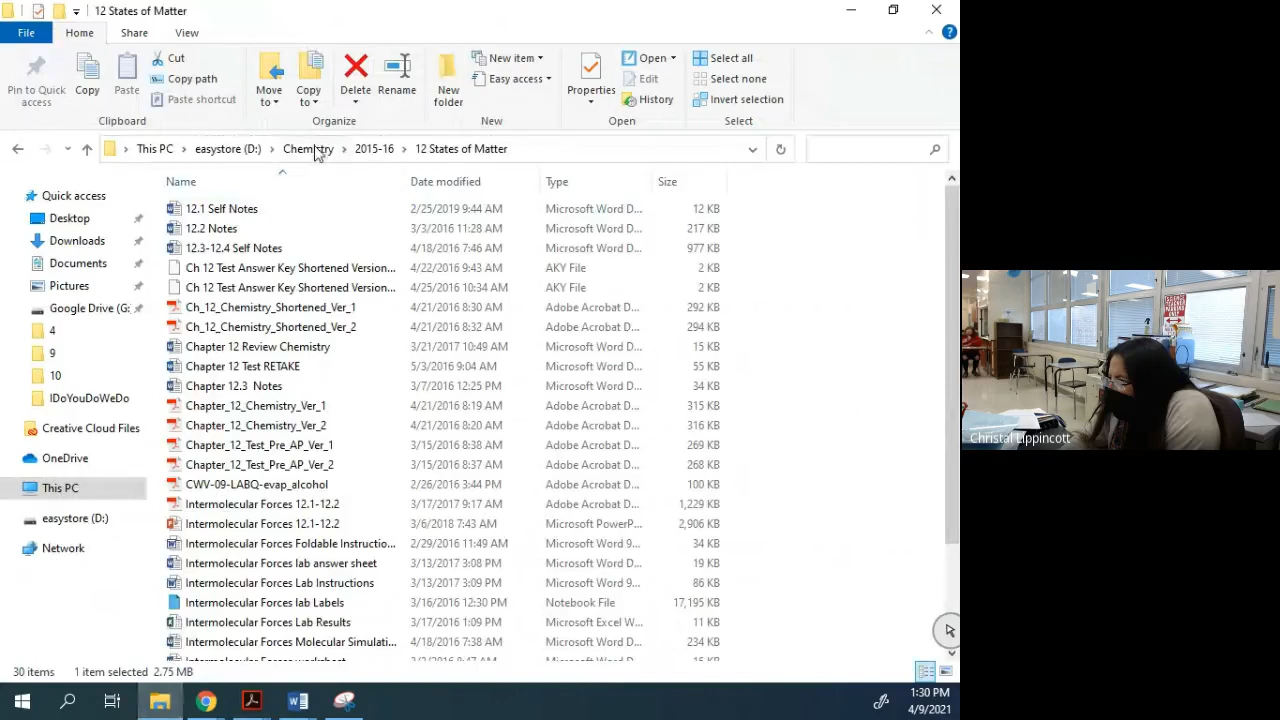 12 States of Matter
File Home Share View
Pin to Quick access
Copy
Paste
Cut
Copy path
Paste shortcut
Clipboard
Move to
Copy to
Delete
Rename
Organize
New folder
New item
Easy access
New
Properties
Open
Edit
History
Open
Select all
Select none
Invert selection
Select
This PC > easystore (D:) > Chemistry > 2015-16 > 12 States of Matter
Name Date modified Type Size
Quick access
Desktop
Downloads
Documents
Pictures
Google Drive (G:
4
9
10
IDoYouDoWeDo
Creative Cloud Files
OneDrive
This PC
easystore (D:)
Network
12.1 Self Notes 2/25/2019 9:44 AM Microsoft Word D... 12 KB
12.2 Notes 3/3/2016 11:28 AM Microsoft Word D... 217 KB
12.3-12.4 Self Notes 4/18/2016 7:46 AM Microsoft Word D... 977 KB
Ch 12 Test Answer Key Shortened Version... 4/22/2016 9:43 AM AKY File 2 KB
Ch 12 Test Answer Key Shortened Version... 4/25/2016 10:34 AM AKY File 2 KB
Ch_12_Chemistry_Shortened_Ver_1 4/21/2016 8:30 AM Adobe Acrobat D... 292 KB
Ch_12_Chemistry_Shortened_Ver_2 4/21/2016 8:32 AM Adobe Acrobat D... 294 KB
Chapter 12 Review Chemistry 3/21/2017 10:49 AM Microsoft Word D... 15 KB
Chapter 12 Test RETAKE 5/3/2016 9:04 AM Microsoft Word D... 55 KB
Chapter 12.3 Notes 3/7/2016 12:25 PM Microsoft Word D... 34 KB
Chapter_12_Chemistry_Ver_1 4/21/2016 8:19 AM Adobe Acrobat D... 315 KB
Chapter_12_Chemistry_Ver_2 4/21/2016 8:20 AM Adobe Acrobat D... 316 KB
Chapter_12_Test_Pre_AP_Ver_1 3/15/2016 8:38 AM Adobe Acrobat D... 269 KB
Chapter_12_Test_Pre_AP_Ver_2 3/15/2016 8:37 AM Adobe Acrobat D... 268 KB
CWV-09-LABQ-evap_alcohol 2/26/2016 3:44 PM Adobe Acrobat D... 100 KB
Intermolecular Forces 12.1-12.2 3/17/2017 9:17 AM Adobe Acrobat D... 1,229 KB
Intermolecular Forces 12.1-12.2 3/6/2018 7:43 AM Microsoft PowerP... 2,906 KB
Intermolecular Forces Foldable Instructio... 2/29/2016 11:49 AM Microsoft Word 9... 34 KB
Intermolecular Forces lab answer sheet 3/13/2017 3:08 PM Microsoft Word D... 19 KB
Intermolecular Forces Lab Instructions 3/13/2017 3:09 PM Microsoft Word 9... 86 KB
Intermolecular Forces lab Labels 3/16/2016 12:30 PM Notebook File 17,195 KB
Intermolecular Forces Lab Results 3/17/2016 1:09 PM Microsoft Excel W... 11 KB
Intermolecular Forces Molecular Simulati... 4/18/2016 7:38 AM Microsoft Word D... 234 KB
30 items 1 item selected 2.75 MB
1:30 PM
4/9/2021
Christal Lippincott